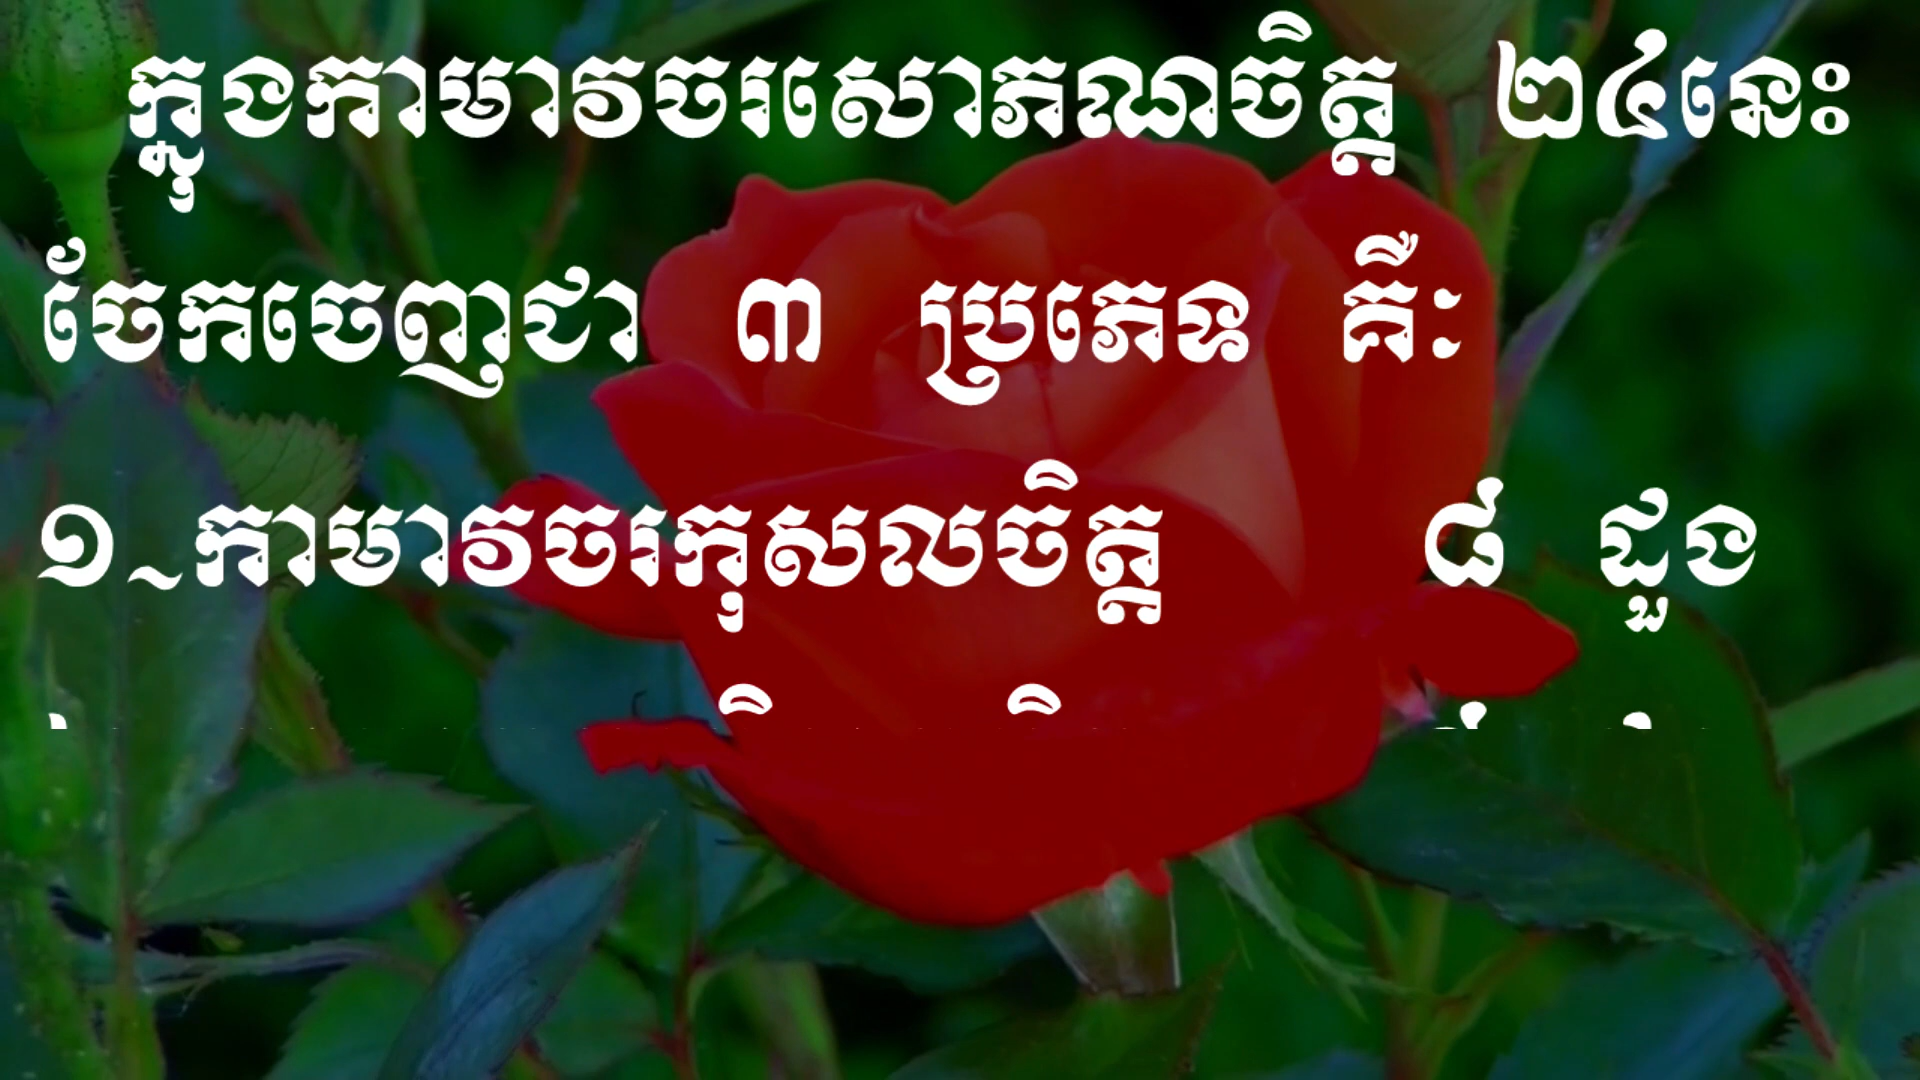 ក្នុងកាមាវចរសោភណចិត្ត ២៤នេះ
ចែកចេញជា ៣ ប្រភេទ គឺៈ
១~កាមាវចរកុសលចិត្ត ៨ ដួង